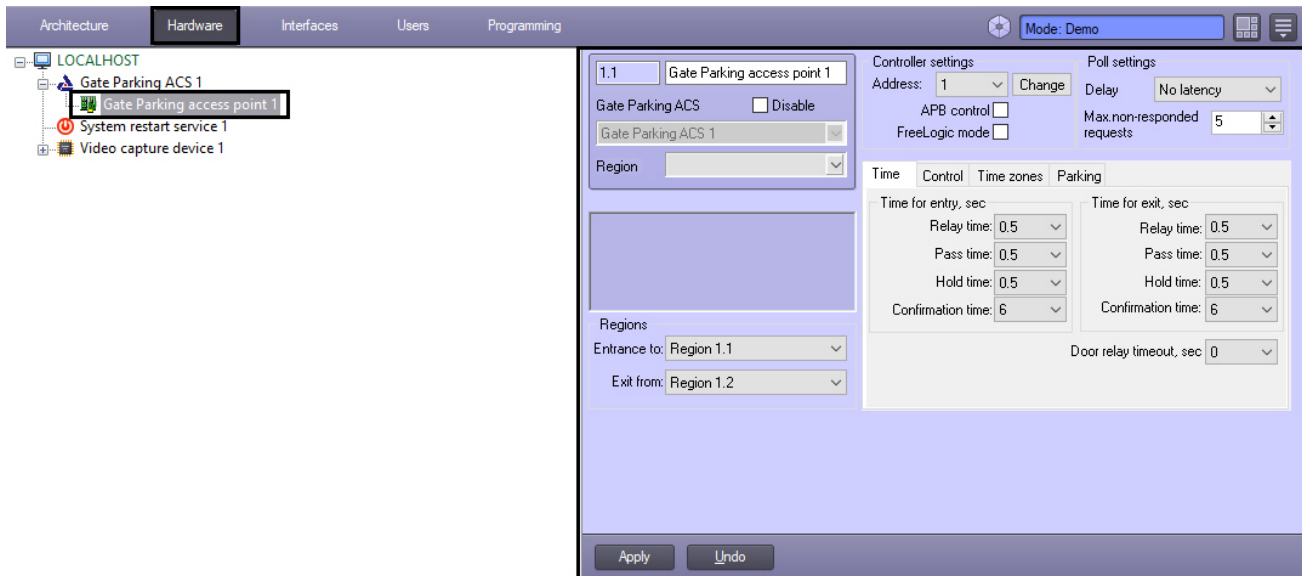 Architecture Hardware Interfaces Users Programming Mode: Demo
LOCALHOST
Gate Parking ACS 1
Gate Parking access point 1
System restart service 1
Video capture device 1
1.1 Gate Parking access point 1
Gate Parking ACS Disable
Gate Parking ACS 1
Region
Regions
Entrance to: Region 1.1
Exit from: Region 1.2
Controller settings
Address: 1 Change
APB control
FreeLogic mode
Poll settings
Delay No latency
Max.non-responded
requests 5
Time Control Time zones Parking
Time for entry, sec
Relay time: 0.5
Pass time: 0.5
Hold time: 0.5
Confirmation time: 6
Time for exit, sec
Relay time: 0.5
Pass time: 0.5
Hold time: 0.5
Confirmation time: 6
Door relay timeout, sec 0
Apply Undo